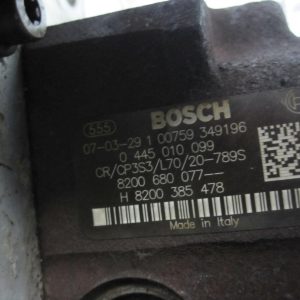 555
BOSCH
07-03-29 1 00759 349196
0 445 010 099
CR/CP3S3/L70/20-789S
8200 680 077--
H 8200 385 478
Made in Italy